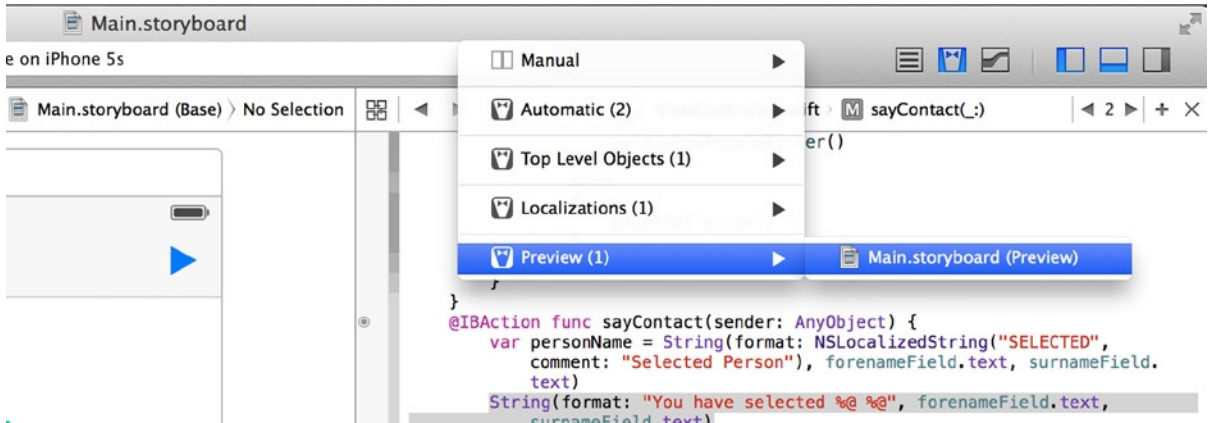 Main.storyboard
e on iPhone 5s
Manual
Main.storyboard (Base) 〉 No Selection
Automatic (2)
ift 〉 M sayContact(_:)
2
er()
Top Level Objects (1)
Localizations (1)
Preview (1)
Main.storyboard (Preview)
}
}
@IBAction func sayContact(sender: AnyObject) {
var personName = String(format: NSLocalizedString("SELECTED",
comment: "Selected Person"), forenameField.text, surnameField.
text)
String(format: "You have selected %@ %@", forenameField.text,
surnameField.text)